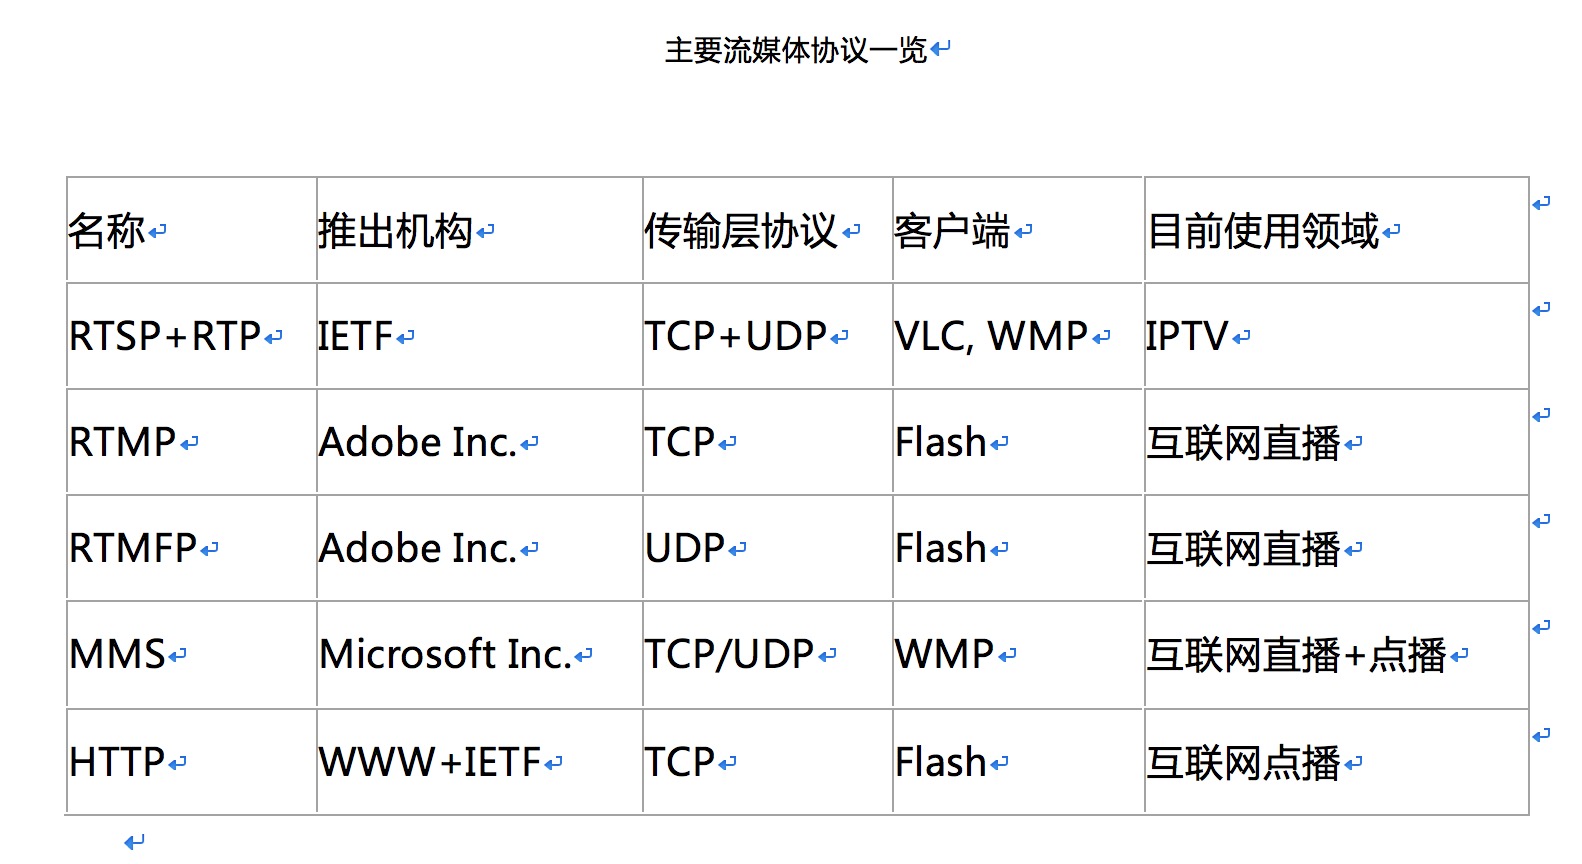 主要流媒体协议一览
名称 推出机构 传输层协议 客户端 目前使用领域
RTSP+RTP IETF TCP+UDP VLC, WMP IPTV
RTMP Adobe Inc. TCP Flash 互联网直播
RTMFP Adobe Inc. UDP Flash 互联网直播
MMS Microsoft Inc. TCP/UDP WMP 互联网直播+点播
HTTP WWW+IETF TCP Flash 互联网点播